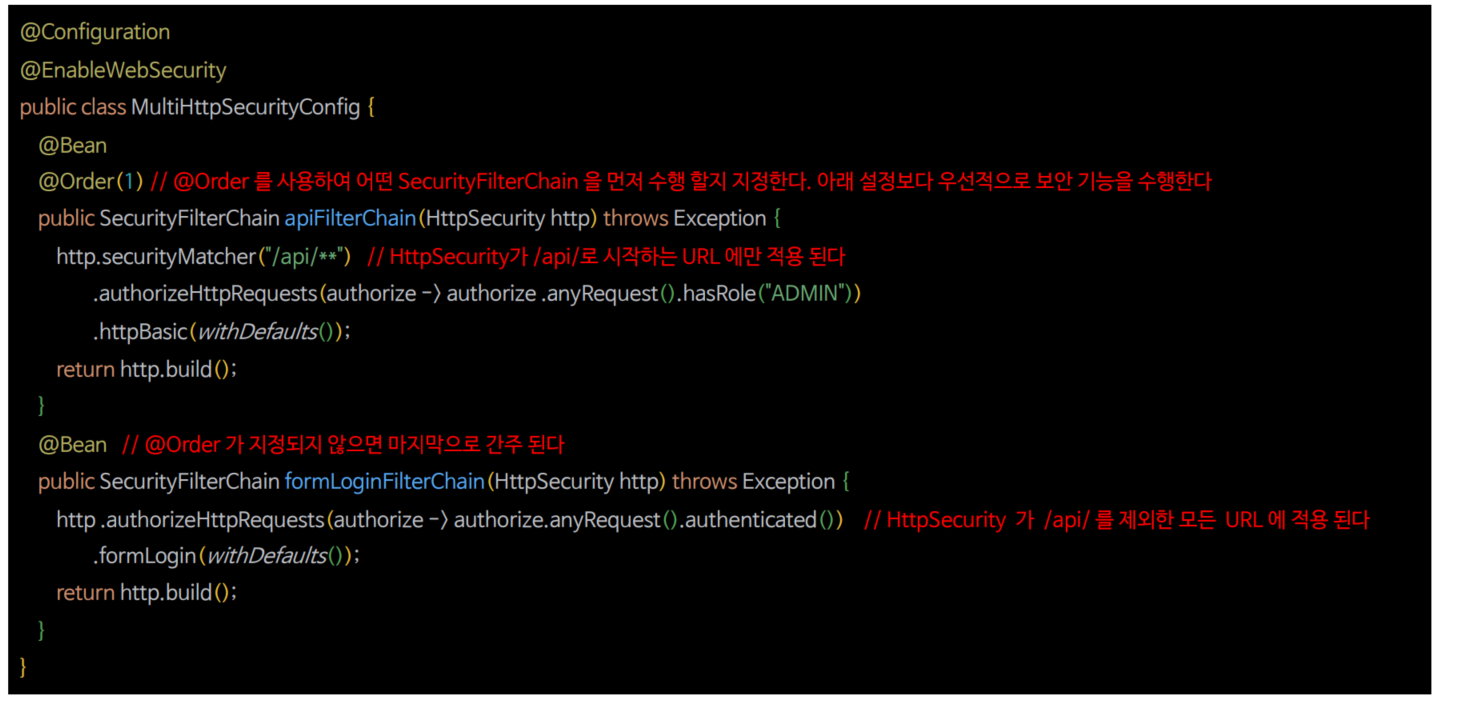 @Configuration
@EnableWebSecurity
public class MultiHttpSecurityConfig {
@Bean
@Order(1) // @Order 를 사용하여 어떤 SecurityFilterChain 을 먼저 수행 할지 지정한다. 아래 설정보다 우선적으로 보안 기능을 수행한다
public SecurityFilterChain apiFilterChain(HttpSecurity http) throws Exception {
http.securityMatcher("/api/**") // HttpSecurity가 /api/로 시작하는 URL 에만 적용 된다
.authorizeHttpRequests(authorize -> authorize .anyRequest().hasRole("ADMIN"))
.httpBasic(withDefaults());
return http.build();
}
@Bean // @Order 가 지정되지 않으면 마지막으로 간주 된다
public SecurityFilterChain formLoginFilterChain(HttpSecurity http) throws Exception {
http .authorizeHttpRequests(authorize -> authorize.anyRequest().authenticated()) // HttpSecurity 가 /api/ 를 제외한 모든 URL 에 적용 된다
.formLogin(withDefaults());
return http.build();
}
}